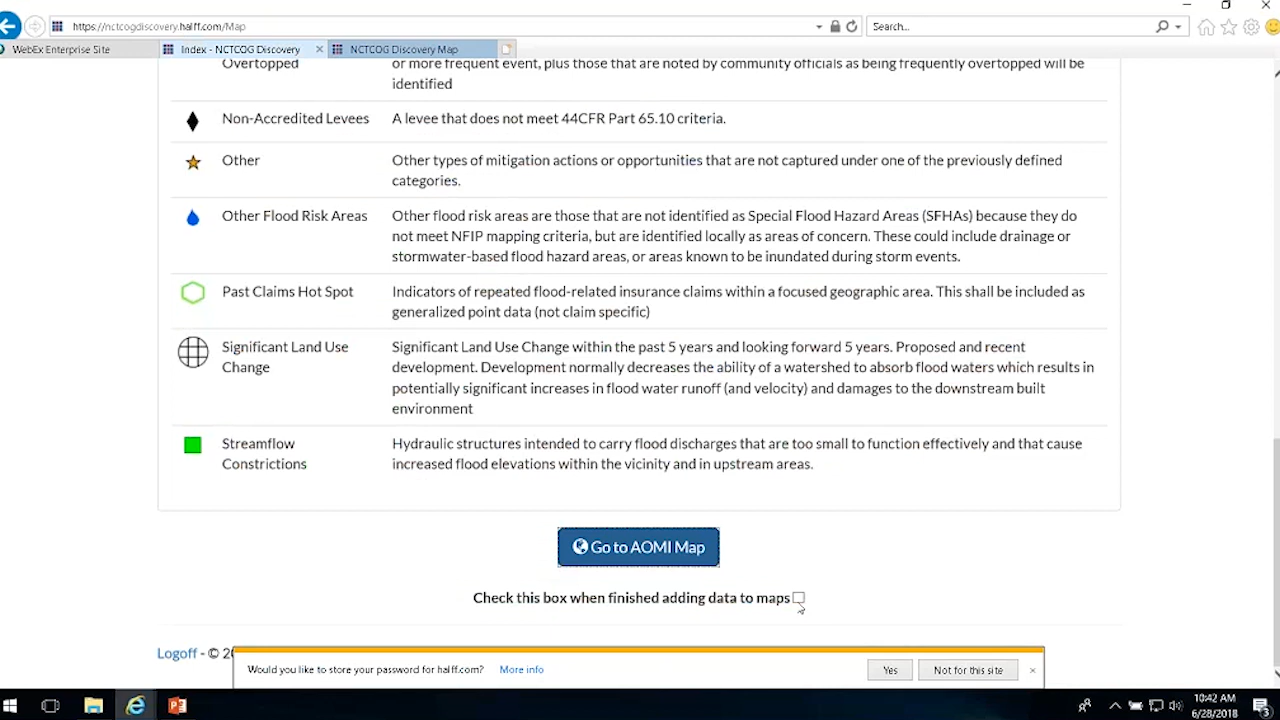 https://nctcogdiscovery.halff.com/Map
Search...
WebEx Enterprise Site
Index - NCTCOG Discovery
NCTCOG Discovery Map
Overtopped
or more frequent event, plus those that are noted by community officials as being frequently overtopped will be
identified
Non-Accredited Levees
A levee that does not meet 44CFR Part 65.10 criteria.
Other
Other types of mitigation actions or opportunities that are not captured under one of the previously defined
categories.
Other Flood Risk Areas
Other flood risk areas are those that are not identified as Special Flood Hazard Areas (SFHAs) because they do
not meet NFIP mapping criteria, but are identified locally as areas of concern. These could include drainage or
stormwater-based flood hazard areas, or areas known to be inundated during storm events.
Past Claims Hot Spot
Indicators of repeated flood-related insurance claims within a focused geographic area. This shall be included as
generalized point data (not claim specific)
Significant Land Use
Change
Significant Land Use Change within the past 5 years and looking forward 5 years. Proposed and recent
development. Development normally decreases the ability of a watershed to absorb flood waters which results in
potentially significant increases in flood water runoff (and velocity) and damages to the downstream built
environment
Streamflow
Constrictions
Hydraulic structures intended to carry flood discharges that are too small to function effectively and that cause
increased flood elevations within the vicinity and in upstream areas.
Go to AOMI Map
Check this box when finished adding data to maps
Logoff - © 20
Would you like to store your password for halff.com?
More info
Yes
Not for this site
10:42 AM
6/28/2018
3